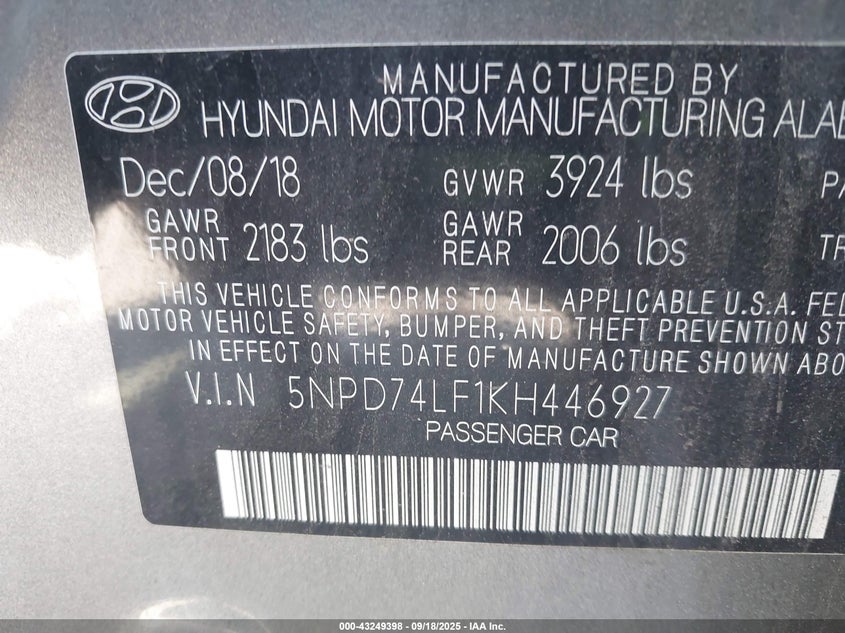 MANUFACTURED BY
HYUNDAI MOTOR MANUFACTURING ALAB
Dec/08/18 GVWR 3924 lbs
GAWR FRONT 2183 lbs GAWR REAR 2006 lbs TR
THIS VEHICLE CONFORMS TO ALL APPLICABLE U.S.A. FED
MOTOR VEHICLE SAFETY, BUMPER, AND THEFT PREVENTION ST
IN EFFECT ON THE DATE OF MANUFACTURE SHOWN ABO
V.I.N 5NPD74LF1KH446927
PASSENGER CAR
000-43249398 - 09/18/2025 - IAA Inc.